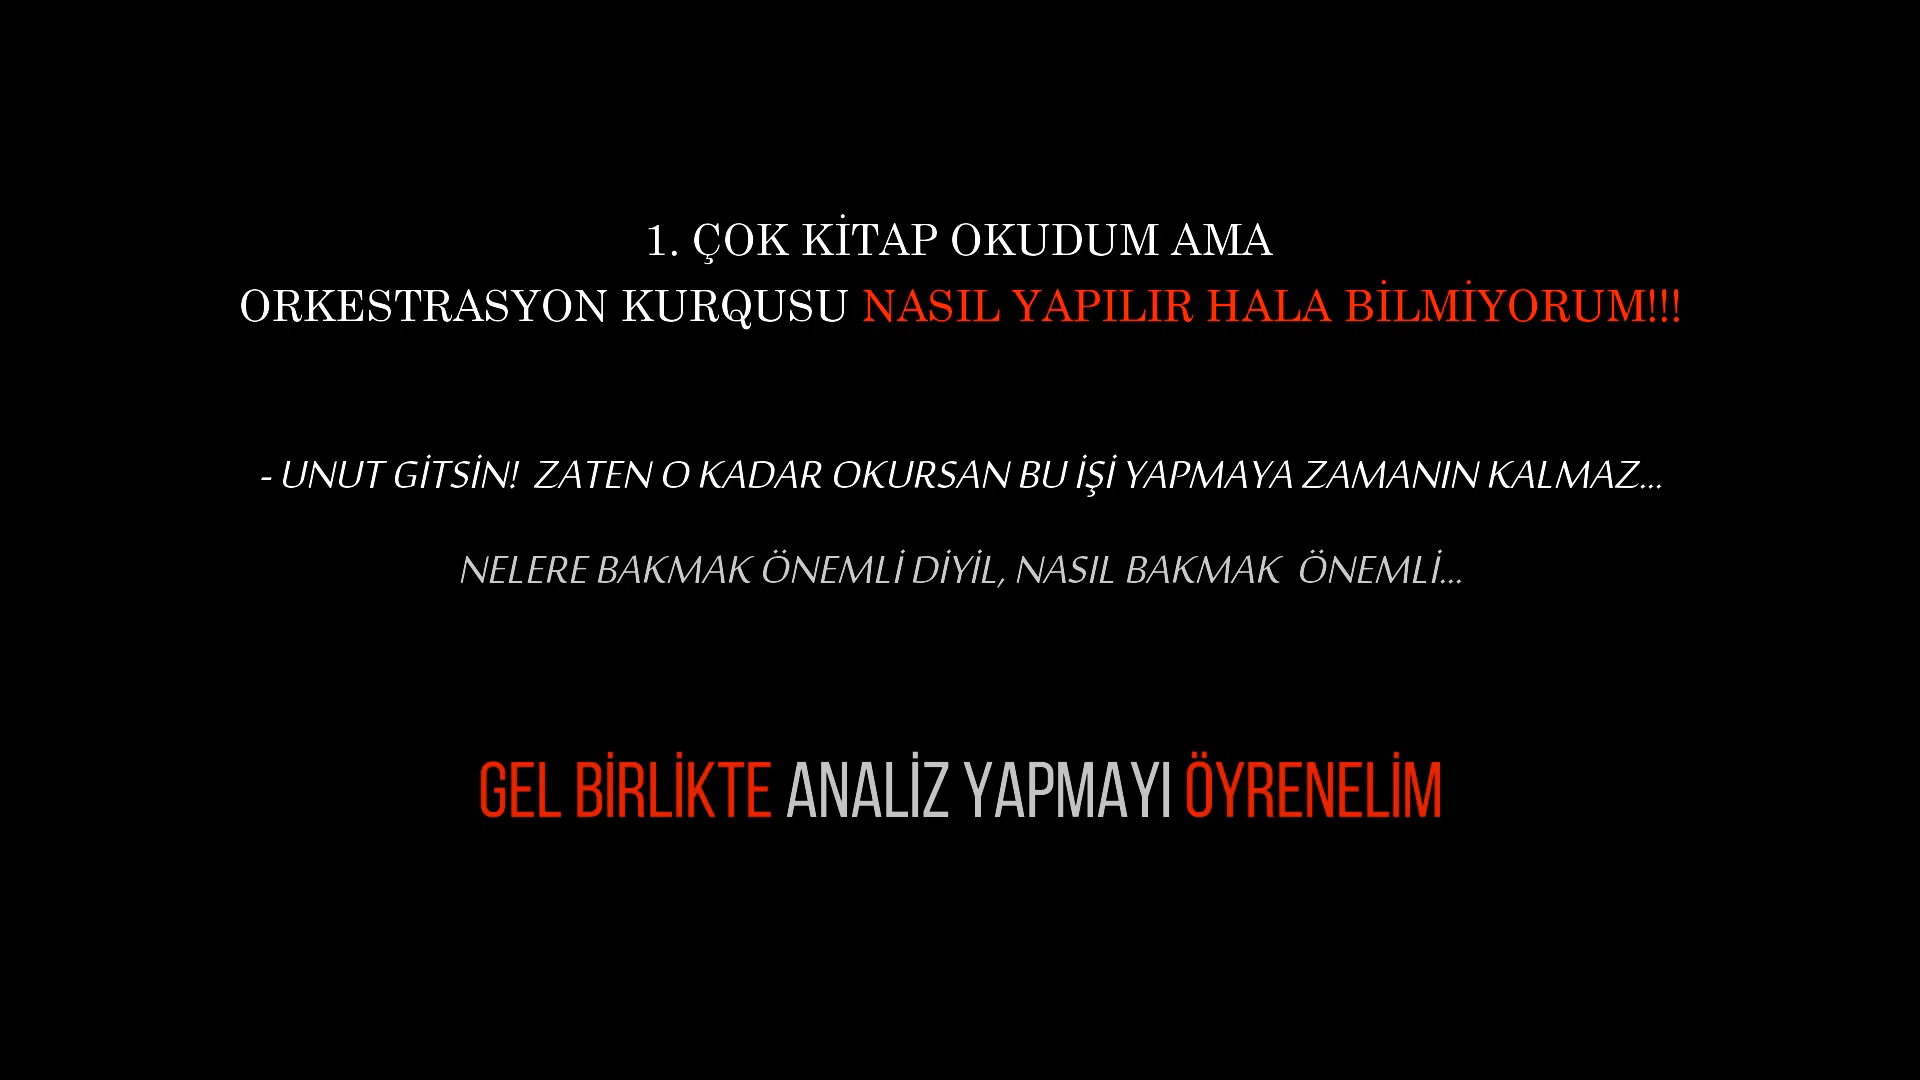 1. ÇOK KİTAP OKUDUM AMA
ORKESTRASYON KURQUSU NASIL YAPILIR HALA BİLMİYORUM!!!
- UNUT GİTSİN! ZATEN O KADAR OKURSAN BU İŞİ YAPMAYA ZAMANIN KALMAZ...
NELERE BAKMAK ÖNEMLİ DİYİL, NASIL BAKMAK ÖNEMLİ...
GEL BİRLİKTE ANALİZ YAPMAYI ÖYRENELİM